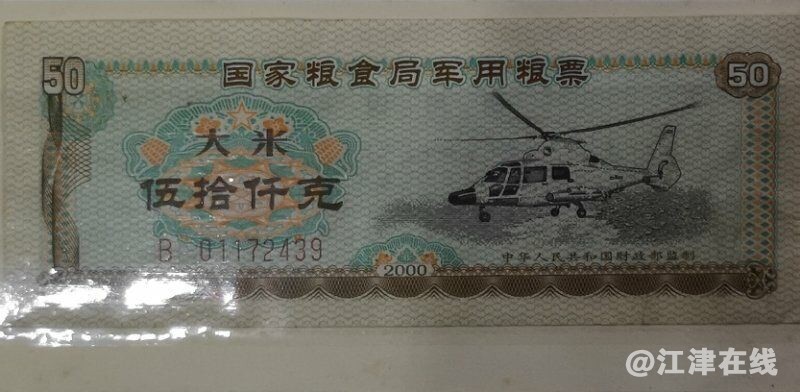 50 国家粮食局军用粮票 50
大米
伍拾仟克
B 01172439
2000
中华人民共和国财政部监制
@江津在线